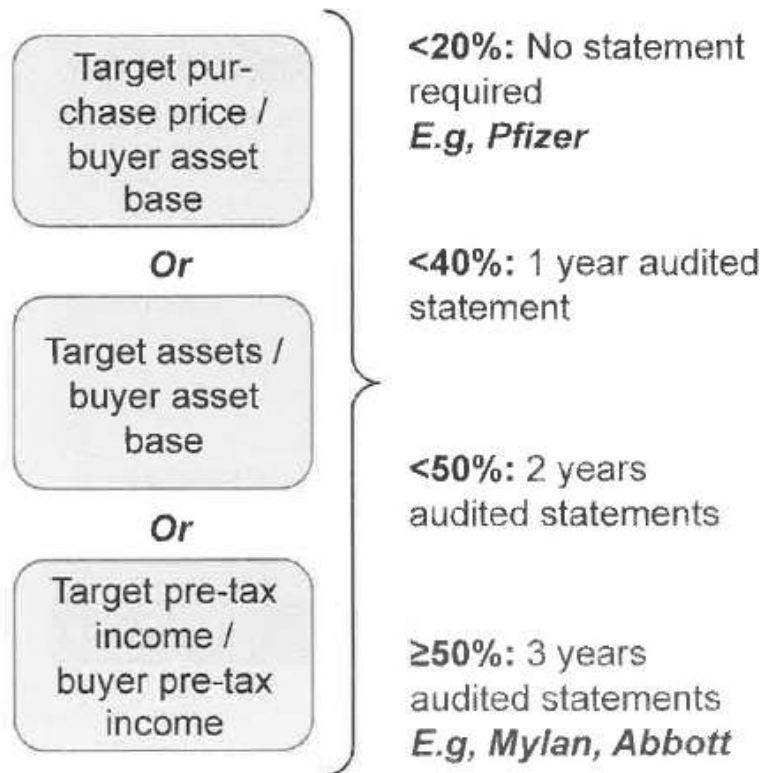 Target pur-
chase price /
buyer asset
base
Or
Target assets /
buyer asset
base
Or
Target pre-tax
income /
buyer pre-tax
income
<20%: No statement
required
E.g, Pfizer
<40%: 1 year audited
statement
<50%: 2 years
audited statements
≥50%: 3 years
audited statements
E.g, Mylan, Abbott